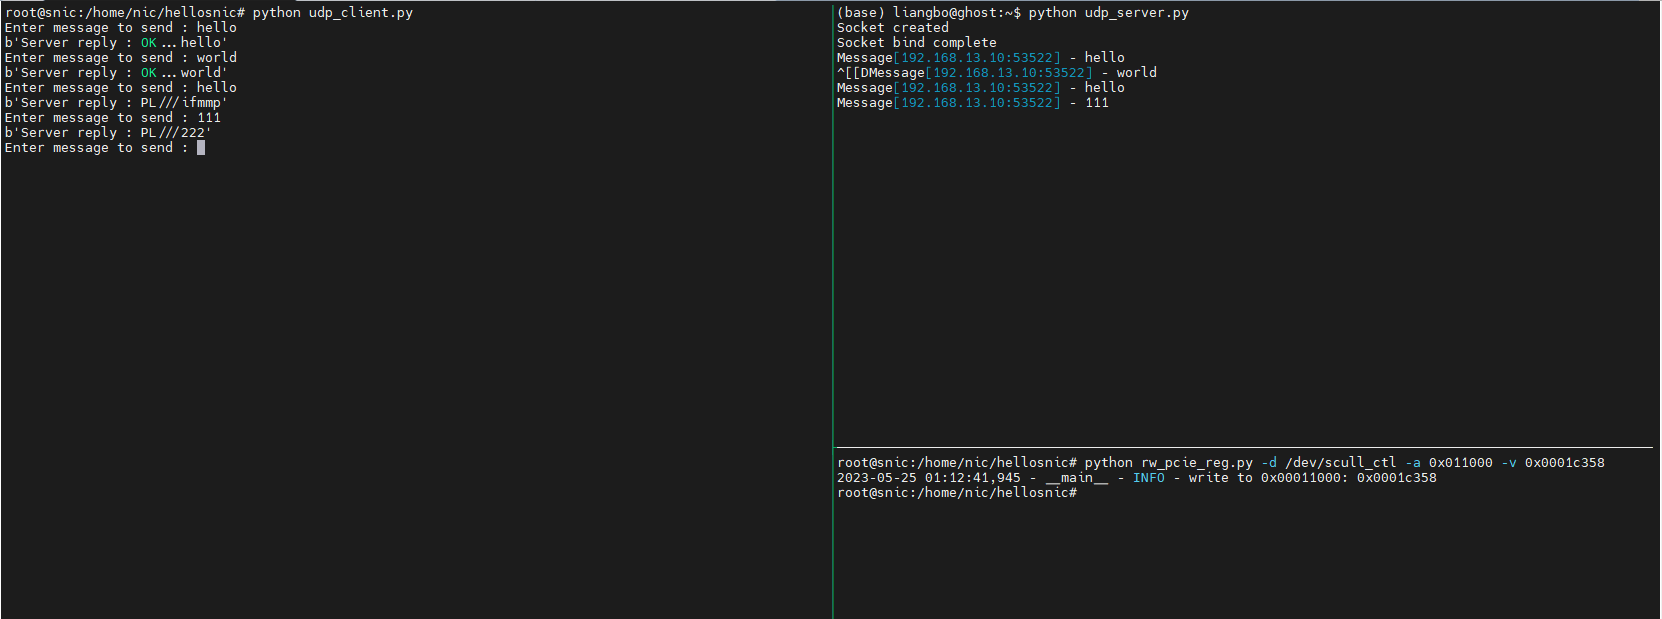 root@snic:/home/nic/hellosnic# python udp_client.py
Enter message to send : hello
b'Server reply : OK...hello'
Enter message to send : world
b'Server reply : OK...world'
Enter message to send : hello
b'Server reply : PL///ifmmp'
Enter message to send : 111
b'Server reply : PL///222'
Enter message to send :
(base) liangbo@ghost:~$ python udp_server.py
Socket created
Socket bind complete
Message[192.168.13.10:53522] - hello
^[[DMessage[192.168.13.10:53522] - world
Message[192.168.13.10:53522] - hello
Message[192.168.13.10:53522] - 111
root@snic:/home/nic/hellosnic# python rw_pcie_reg.py -d /dev/scull_ctl -a 0x011000 -v 0x0001c358
2023-05-25 01:12:41,945 - __main__ - INFO - write to 0x00011000: 0x0001c358
root@snic:/home/nic/hellosnic#